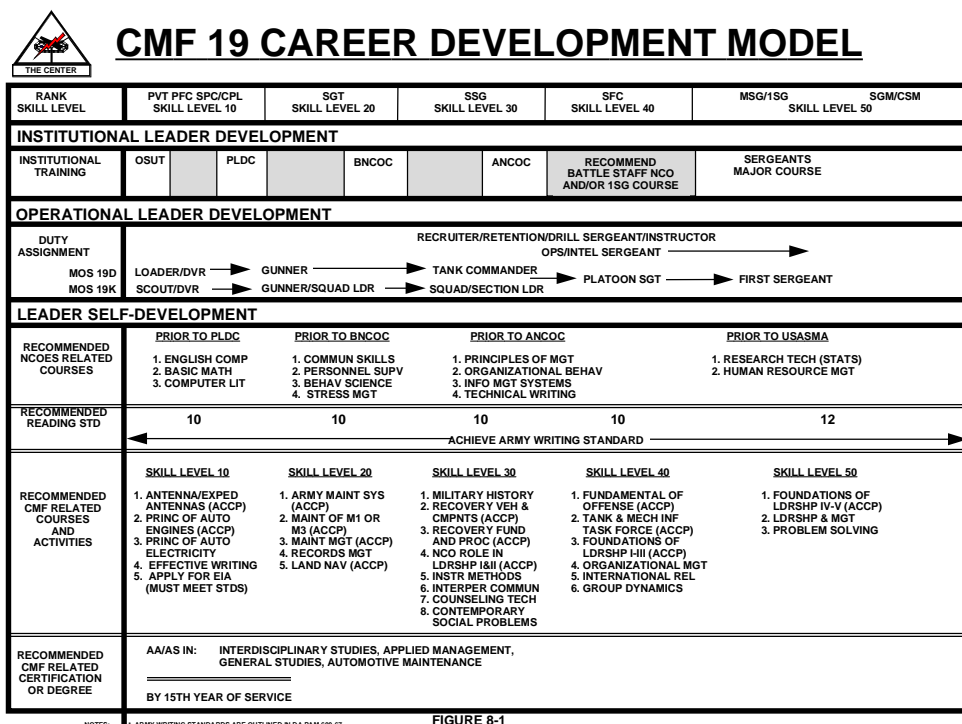 THE CENTER
CMF 19 CAREER DEVELOPMENT MODEL
RANK
SKILL LEVEL
PVT PFC SPC/CPL
SKILL LEVEL 10
SGT
SKILL LEVEL 20
SSG
SKILL LEVEL 30
SFC
SKILL LEVEL 40
MSG/1SG SGM/CSM
SKILL LEVEL 50
INSTITUTIONAL LEADER DEVELOPMENT
INSTITUTIONAL
TRAINING
OSUT
PLDC
BNCOC
ANCOC
RECOMMEND
BATTLE STAFF NCO
AND/OR 1SG COURSE
SERGEANTS
MAJOR COURSE
OPERATIONAL LEADER DEVELOPMENT
DUTY
ASSIGNMENT
RECRUITER/RETENTION/DRILL SERGEANT/INSTRUCTOR
OPS/INTEL SERGEANT
MOS 19D LOADER/DVR GUNNER TANK COMMANDER
PLATOON SGT FIRST SERGEANT
MOS 19K SCOUT/DVR GUNNER/SQUAD LDR SQUAD/SECTION LDR
LEADER SELF-DEVELOPMENT
RECOMMENDED
NCOES RELATED
COURSES
PRIOR TO PLDC
1. ENGLISH COMP
2. BASIC MATH
3. COMPUTER LIT
PRIOR TO BNCOC
1. COMMUN SKILLS
2. PERSONNEL SUPV
3. BEHAV SCIENCE
4. STRESS MGT
PRIOR TO ANCOC
1. PRINCIPLES OF MGT
2. ORGANIZATIONAL BEHAV
3. INFO MGT SYSTEMS
4. TECHNICAL WRITING
PRIOR TO USASMA
1. RESEARCH TECH (STATS)
2. HUMAN RESOURCE MGT
RECOMMENDED
READING STD
10 10 10 10 12
ACHIEVE ARMY WRITING STANDARD
RECOMMENDED
CMF RELATED
COURSES
AND
ACTIVITIES
SKILL LEVEL 10
1. ANTENNA/EXPED
ANTENNAS (ACCP)
2. PRINC OF AUTO
ENGINES (ACCP)
3. PRINC OF AUTO
ELECTRICITY
4. EFFECTIVE WRITING
5. APPLY FOR EIA
(MUST MEET STDS)
SKILL LEVEL 20
1. ARMY MAINT SYS
(ACCP)
2. MAINT OF M1 OR
M3 (ACCP)
3. MAINT MGT (ACCP)
4. RECORDS MGT
5. LAND NAV (ACCP)
SKILL LEVEL 30
1. MILITARY HISTORY
2. RECOVERY VEH &
CMPNTS (ACCP)
3. RECOVERY FUND
AND PROC (ACCP)
4. NCO ROLE IN
LDRSHP I&II (ACCP)
5. INSTR METHODS
6. INTERPER COMMUN
7. COUNSELING TECH
8. CONTEMPORARY
SOCIAL PROBLEMS
SKILL LEVEL 40
1. FUNDAMENTAL OF
OFFENSE (ACCP)
2. TANK & MECH INF
TASK FORCE (ACCP)
3. FOUNDATIONS OF
LDRSHP I-III (ACCP)
4. ORGANIZATIONAL MGT
5. INTERNATIONAL REL
6. GROUP DYNAMICS
SKILL LEVEL 50
1. FOUNDATIONS OF
LDRSHP IV-V (ACCP)
2. LDRSHP & MGT
3. PROBLEM SOLVING
RECOMMENDED
CMF RELATED
CERTIFICATION
OR DEGREE
AA/AS IN: INTERDISCIPLINARY STUDIES, APPLIED MANAGEMENT,
GENERAL STUDIES, AUTOMOTIVE MAINTENANCE
BY 15TH YEAR OF SERVICE
FIGURE 8-1